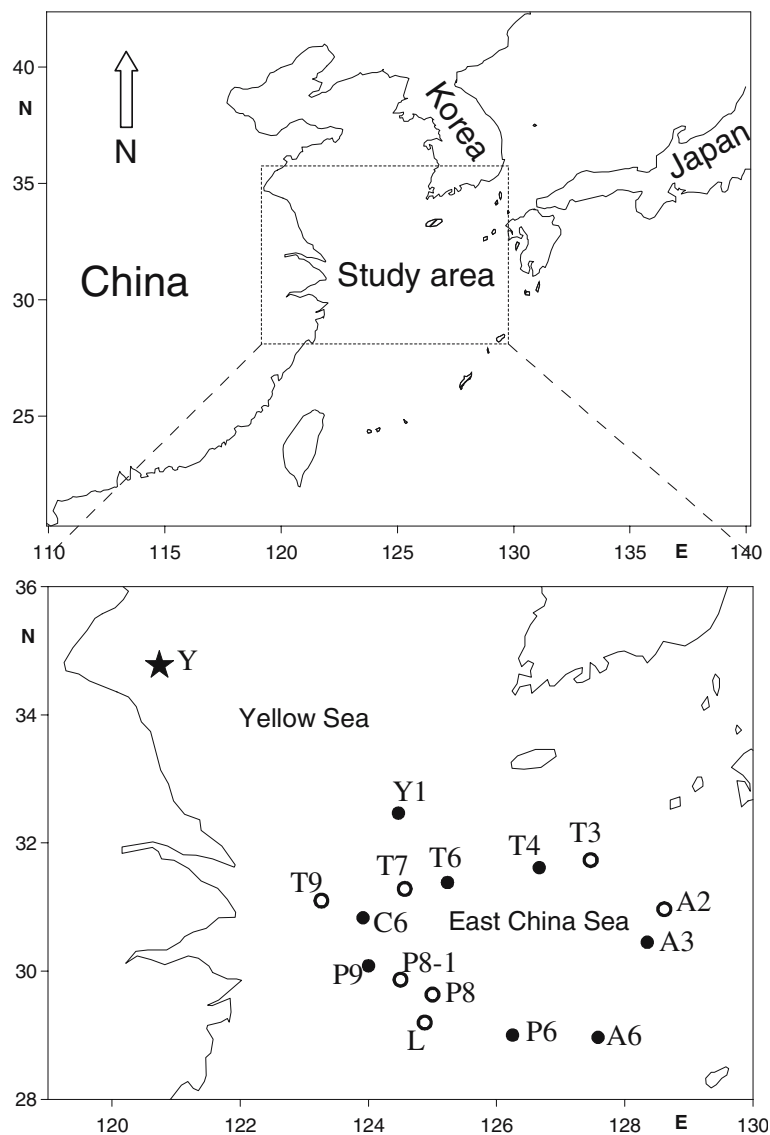 40
N
N
Korea
Japan
35
China
Study area
30
25
110 115 120 125 130 135 E 140
36
N
Y
34
Yellow Sea
Y1
32
T9 T7 T6 T4 T3
C6 East China Sea A2
A3
30
P9 P8-1
P8
L P6 A6
28
120 122 124 126 128 E 130